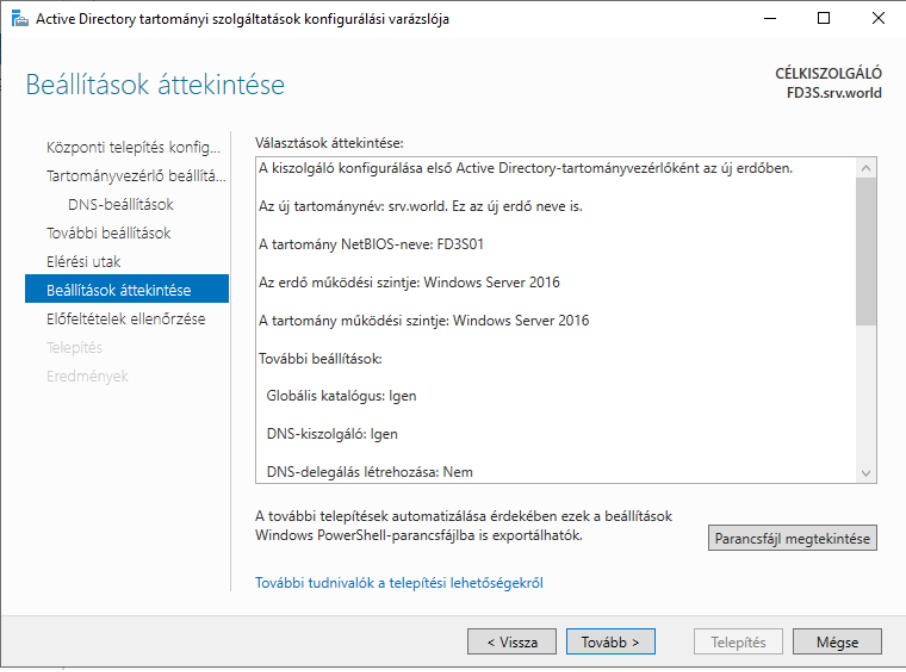 Active Directory tartományi szolgáltatások konfigurálási varázslója
Beállítások áttekintése
CÉLKISZOLGÁLÓ
FD3S.srv.world
Központi telepítés konfig...
Tartományvezérlő beállítá...
DNS-beállítások
További beállítások
Elérési utak
Beállítások áttekintése
Előfeltételek ellenőrzése
Telepítés
Eredmények
Választások áttekintése:
A kiszolgáló konfigurálása első Active Directory-tartományvezérlőként az új erdőben.
Az új tartománynév: srv.world. Ez az új erdő neve is.
A tartomány NetBIOS-neve: FD3S01
Az erdő működési szintje: Windows Server 2016
A tartomány működési szintje: Windows Server 2016
További beállítások:
Globális katalógus: Igen
DNS-kiszolgáló: Igen
DNS-delegálás létrehozása: Nem
A további telepítések automatizálása érdekében ezek a beállítások
Windows PowerShell-parancsfájlba is exportálhatók.
Parancsfájl megtekintése
További tudnivalók a telepítési lehetőségekről
< Vissza
Tovább >
Telepítés
Mégse